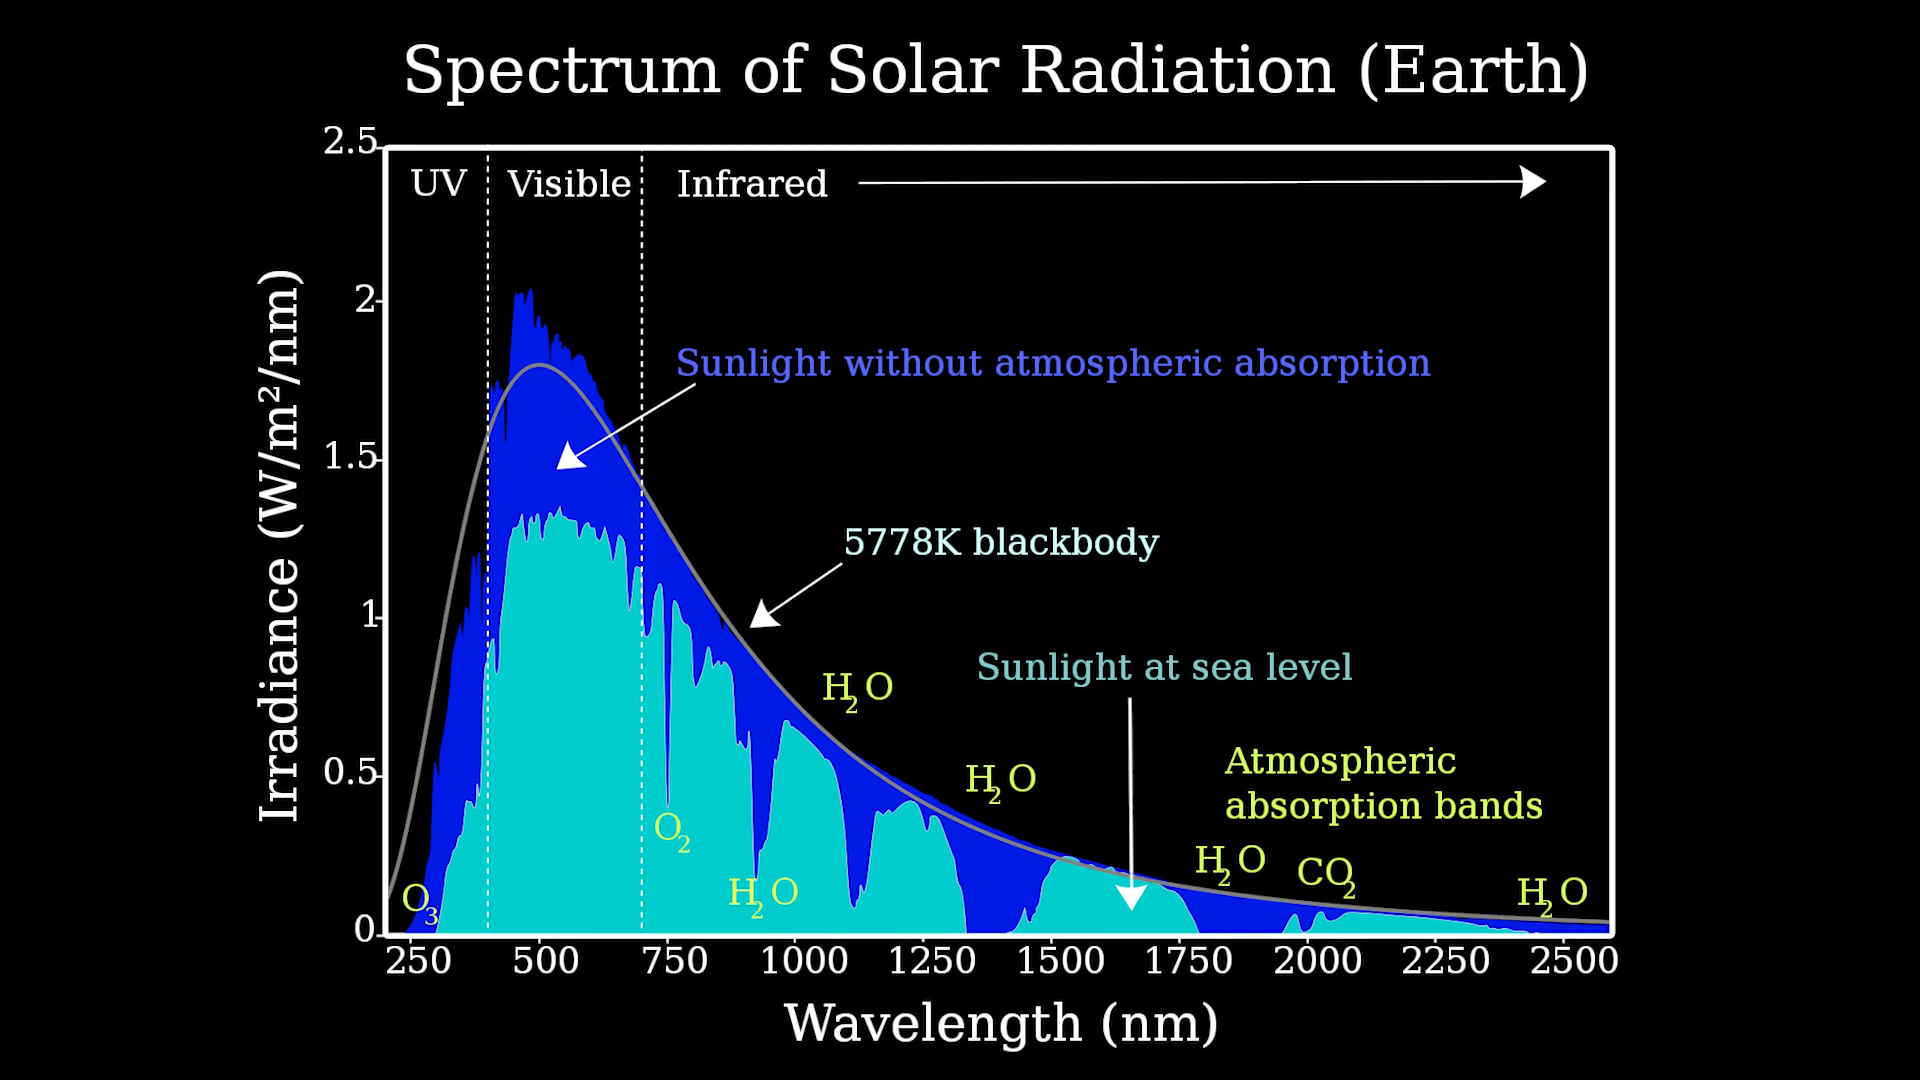 Spectrum of Solar Radiation (Earth)
UV Visible Infrared
2.5
2
1.5
1
0.5
0
Irradiance (W/m²/nm)
Sunlight without atmospheric absorption
5778K blackbody
Sunlight at sea level
H₂O
H₂O
Atmospheric
absorption bands
O₂
H₂O
CO₂
O₃
H₂O
H₂O
250 500 750 1000 1250 1500 1750 2000 2250 2500
Wavelength (nm)